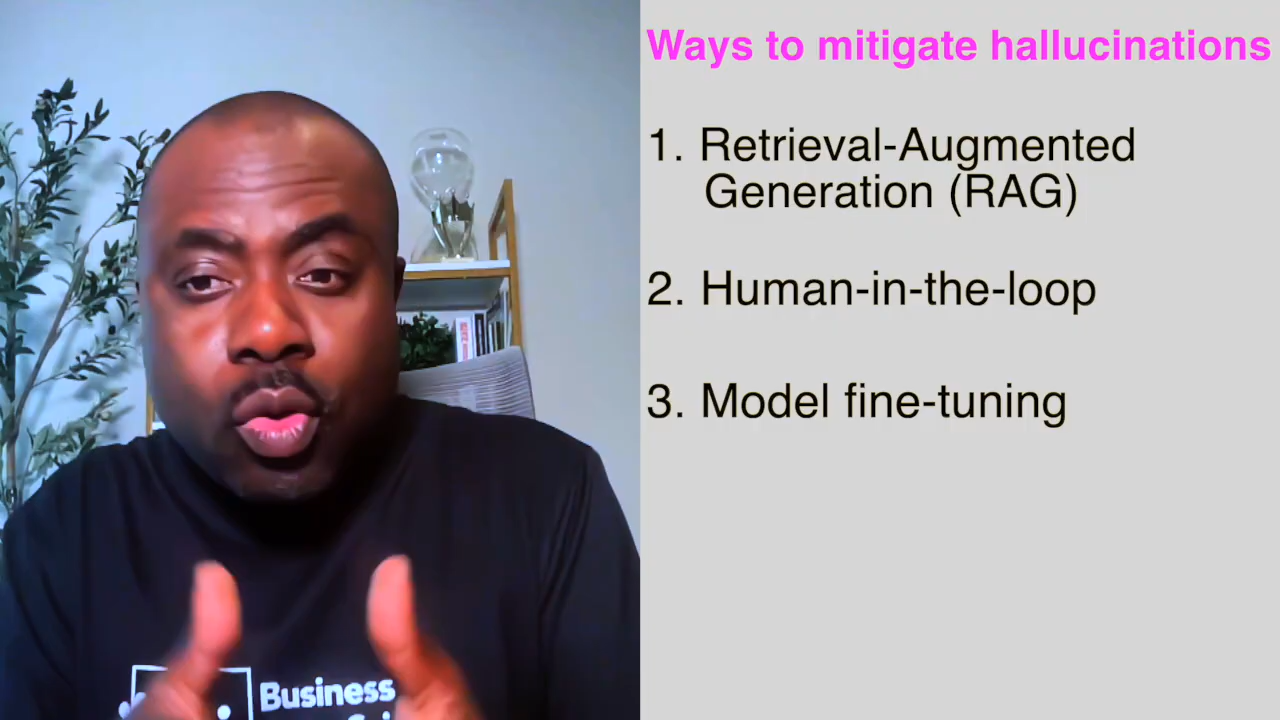 Ways to mitigate hallucinations
1. Retrieval-Augmented
Generation (RAG)
2. Human-in-the-loop
3. Model fine-tuning
Business